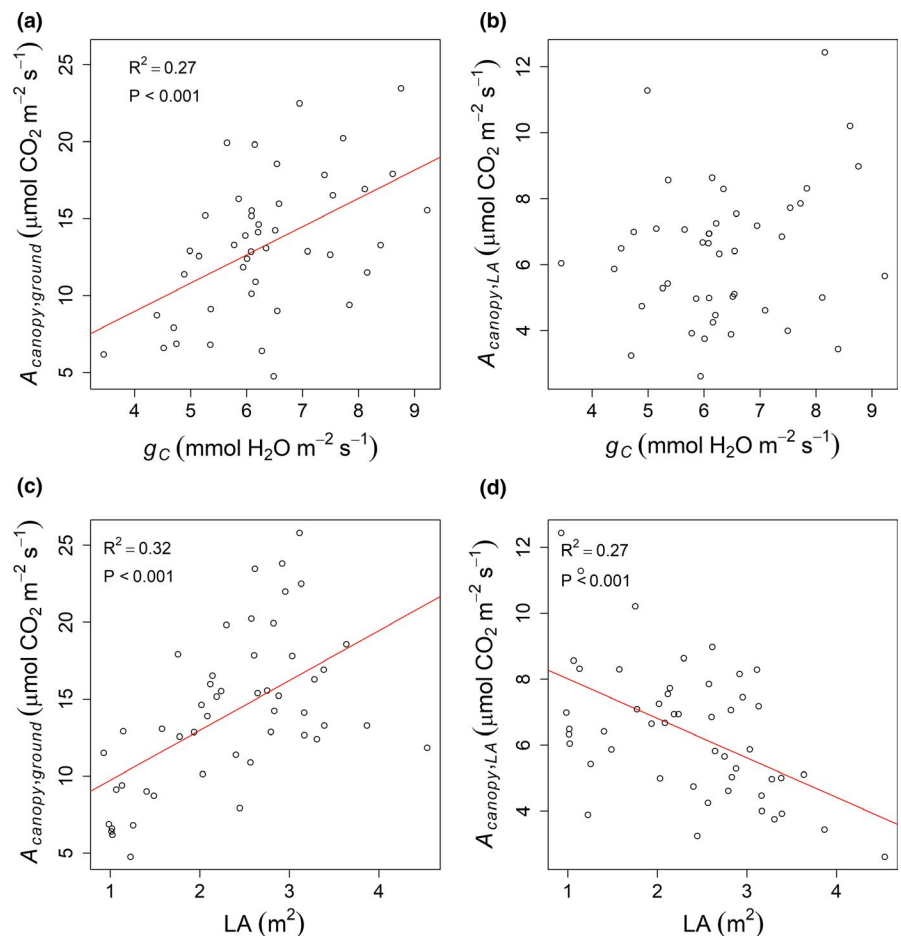 (a)
R² = 0.27
P < 0.001
25
20
15
10
5
A canopy,ground (μmol CO₂ m⁻² s⁻¹)
4 5 6 7 8 9
g_C (mmol H₂O m⁻² s⁻¹)
(b)
12
10
8
6
4
A canopy,LA (μmol CO₂ m⁻² s⁻¹)
4 5 6 7 8 9
g_C (mmol H₂O m⁻² s⁻¹)
(c)
R² = 0.32
P < 0.001
25
20
15
10
5
A canopy,ground (μmol CO₂ m⁻² s⁻¹)
1 2 3 4
LA (m²)
(d)
R² = 0.27
P < 0.001
12
10
8
6
4
A canopy,LA (μmol CO₂ m⁻² s⁻¹)
1 2 3 4
LA (m²)